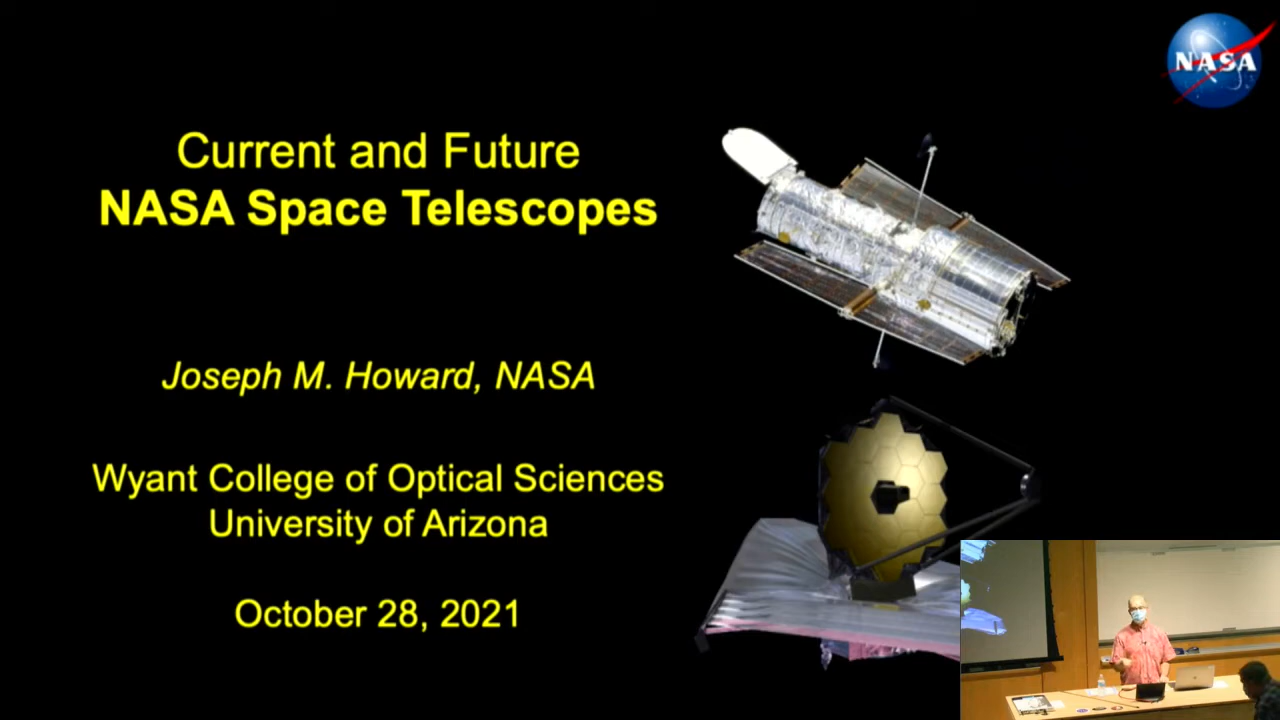 NASA
Current and Future
NASA Space Telescopes
Joseph M. Howard, NASA
Wyant College of Optical Sciences
University of Arizona
October 28, 2021